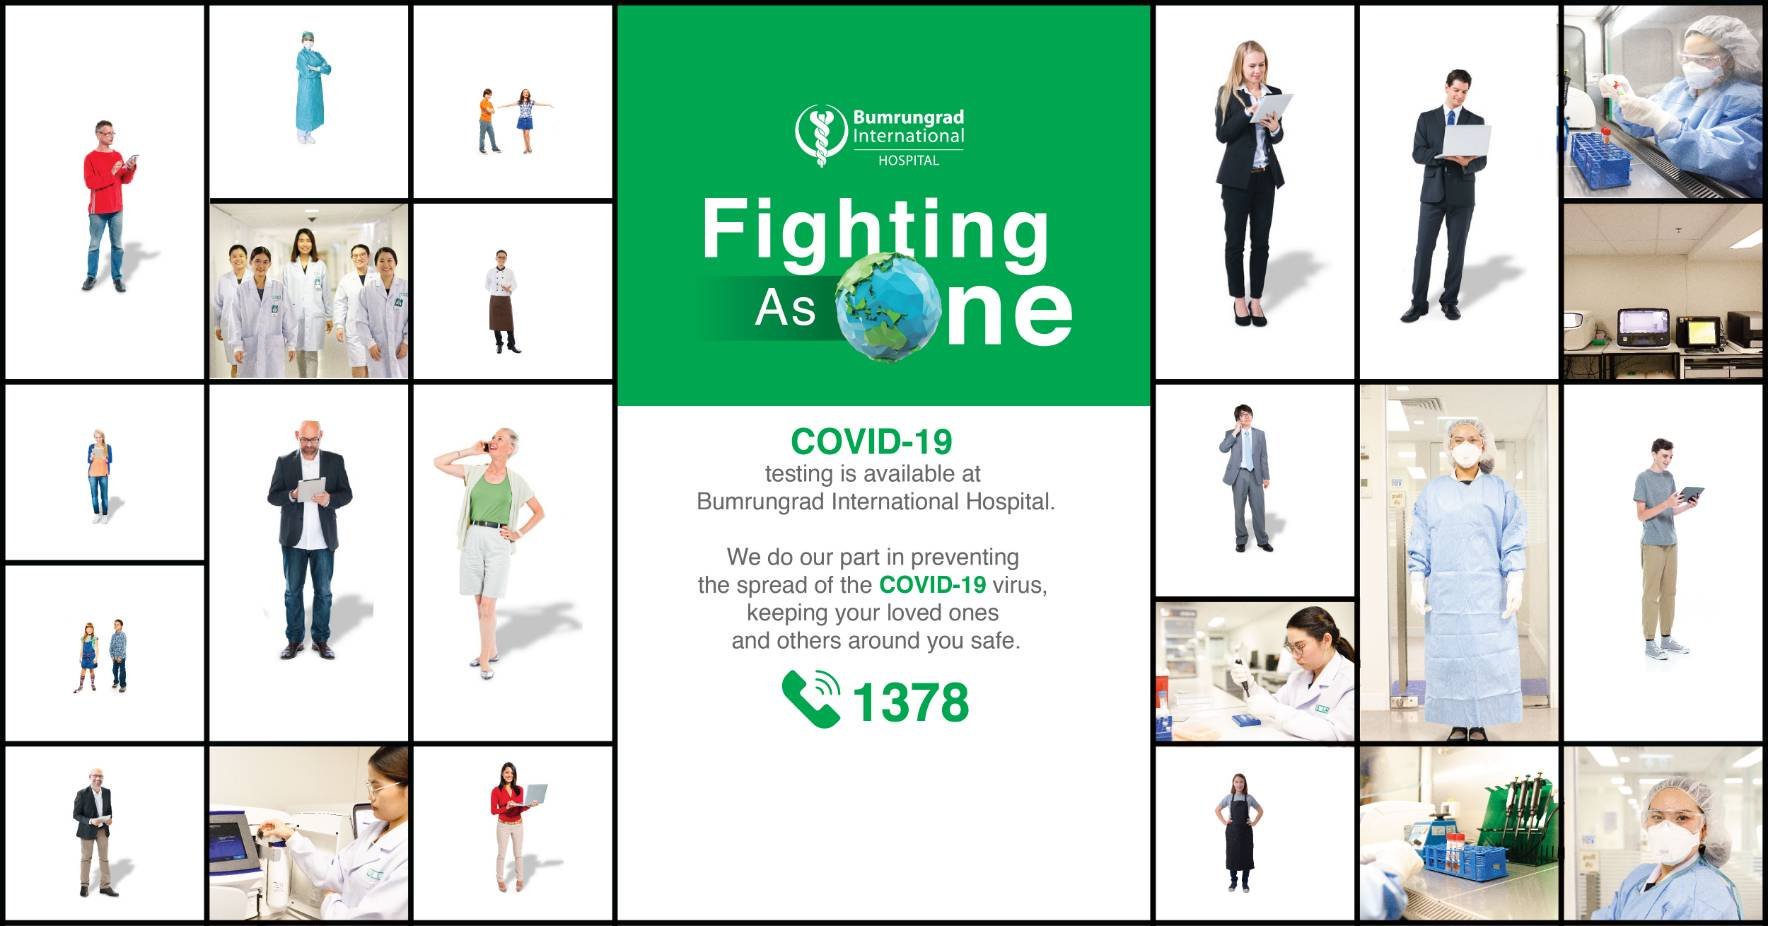 Bumrungrad
International
HOSPITAL
Fighting
As One
COVID-19
testing is available at
Bumrungrad International Hospital.
We do our part in preventing
the spread of the COVID-19 virus,
keeping your loved ones
and others around you safe.
1378